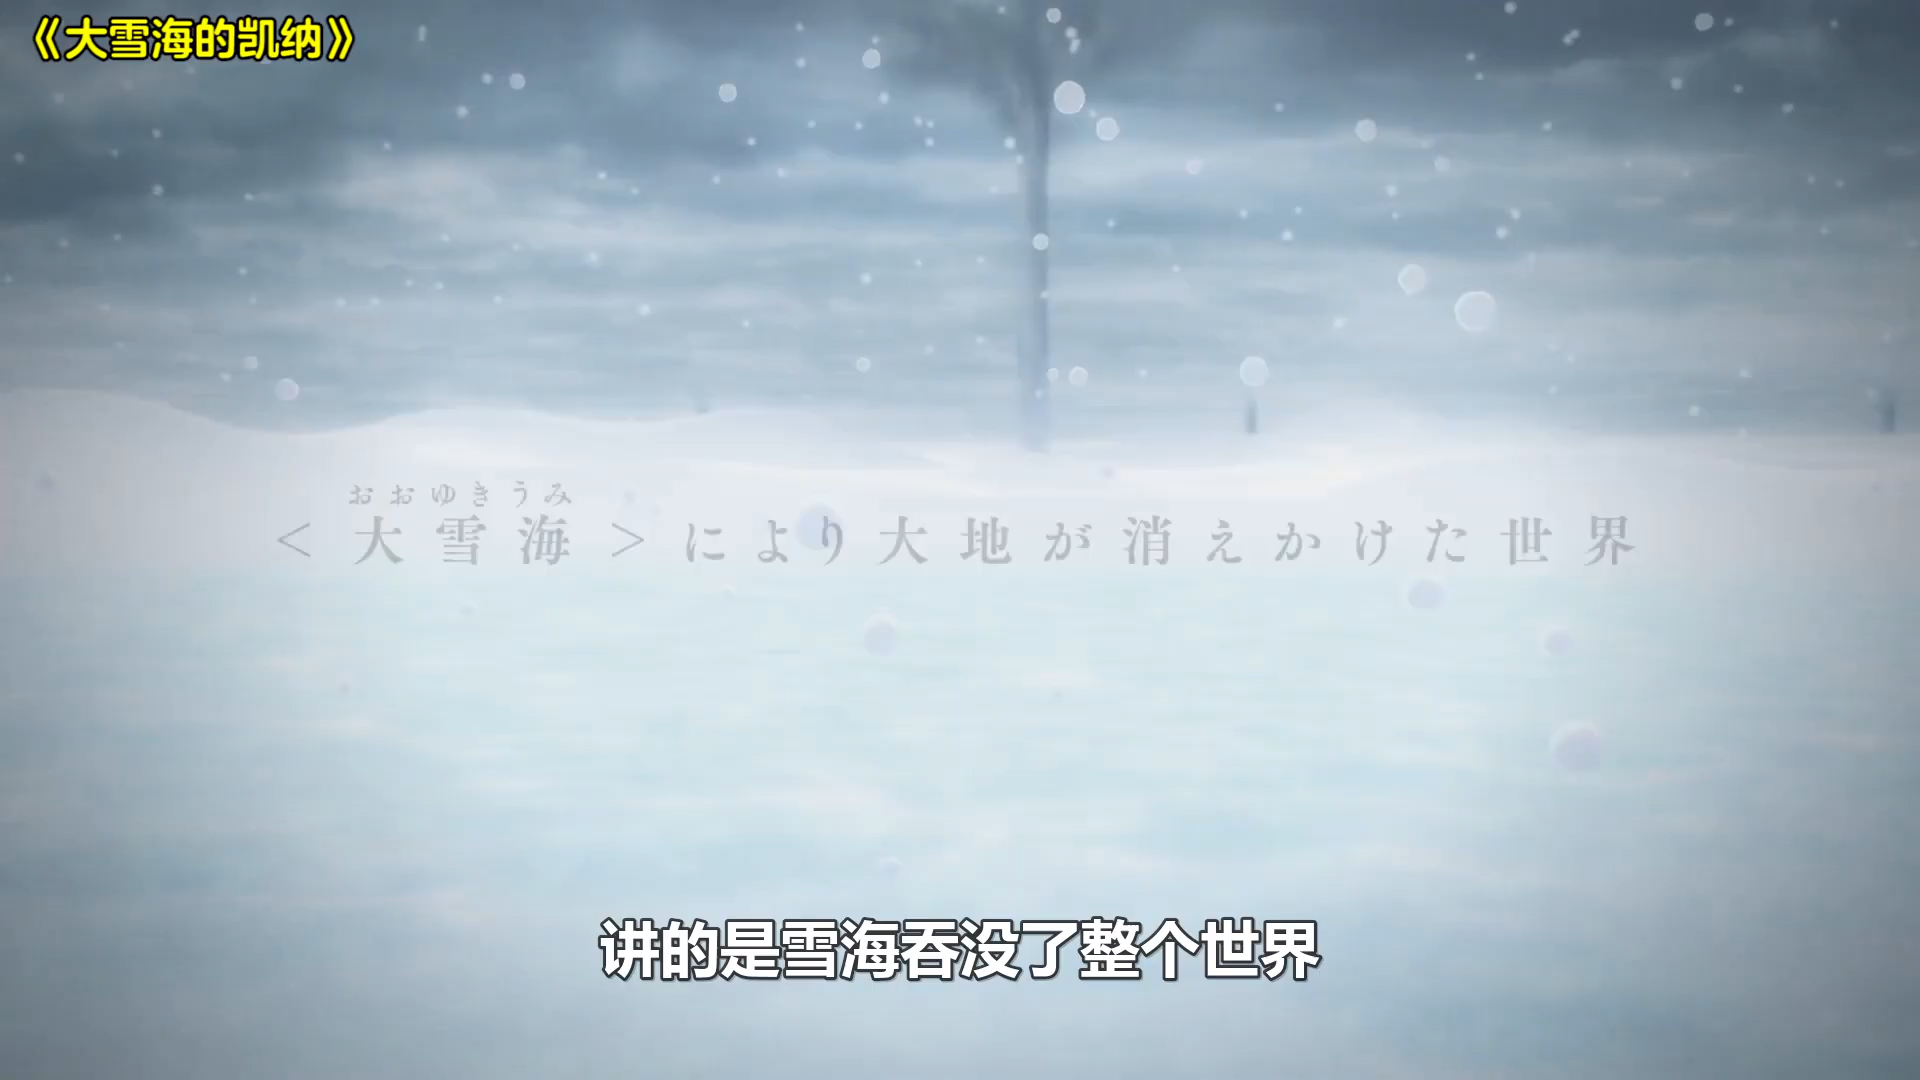 《大雪海的凯纳》
おおゆきうみ
＜大雪海＞により大地が消えかけた世界
讲的是雪海吞没了整个世界